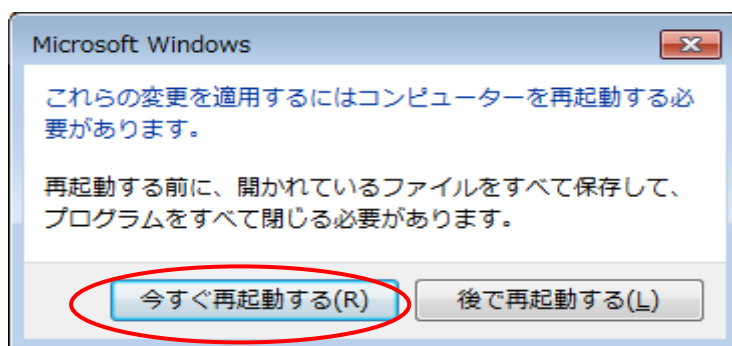 Microsoft Windows
これらの変更を適用するにはコンピューターを再起動する必
要があります。
再起動する前に、開かれているファイルをすべて保存して、
プログラムをすべて閉じる必要があります。
今すぐ再起動する(R)
後で再起動する(L)